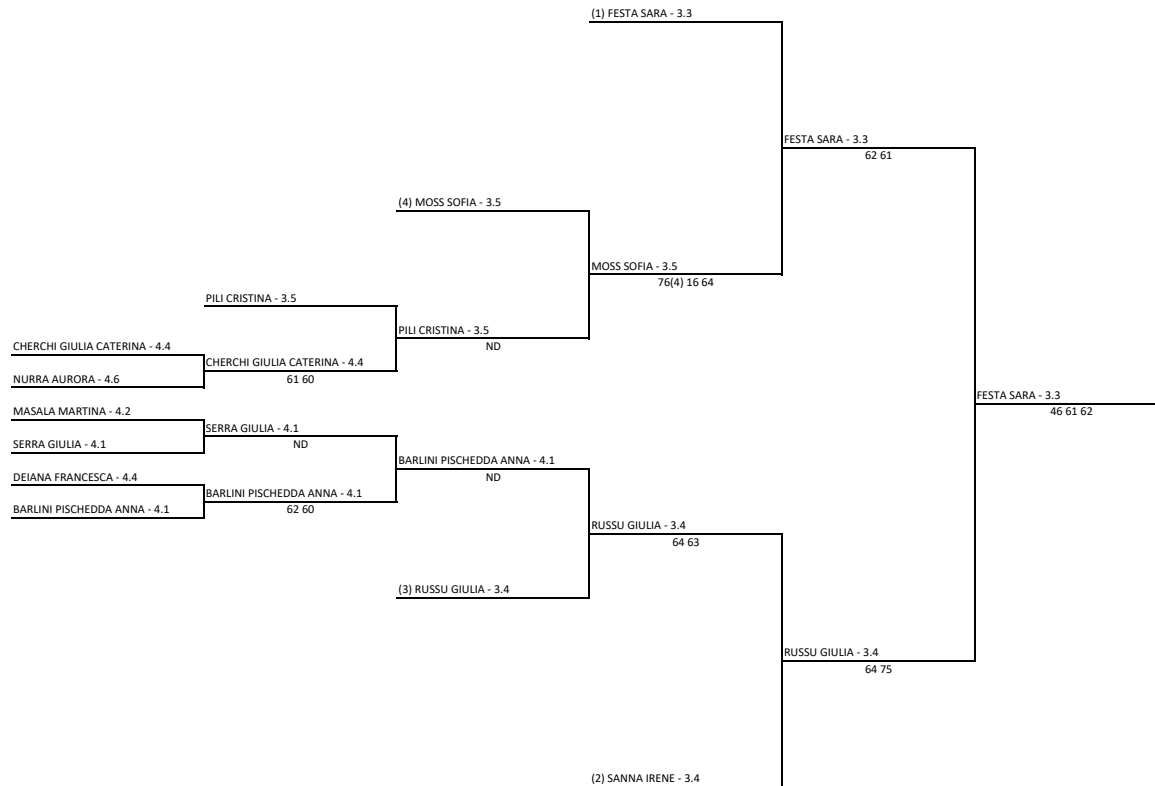 (1) FESTA SARA - 3.3
FESTA SARA - 3.3
62 61
(4) MOSS SOFIA - 3.5
MOSS SOFIA - 3.5
76(4) 16 64
PILI CRISTINA - 3.5
PILI CRISTINA - 3.5
ND
CHERCHI GIULIA CATERINA - 4.4
CHERCHI GIULIA CATERINA - 4.4
61 60
NURRA AURORA - 4.6
FESTA SARA - 3.3
46 61 62
MASALA MARTINA - 4.2
SERRA GIULIA - 4.1
ND
SERRA GIULIA - 4.1
BARLINI PISCHEDDA ANNA - 4.1
ND
DEIANA FRANCESCA - 4.4
BARLINI PISCHEDDA ANNA - 4.1
62 60
BARLINI PISCHEDDA ANNA - 4.1
RUSSU GIULIA - 3.4
64 63
(3) RUSSU GIULIA - 3.4
RUSSU GIULIA - 3.4
64 75
(2) SANNA IRENE - 3.4